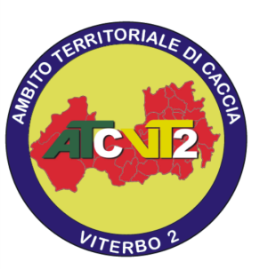 AMBITO TERRITORIALE DI CACCIA
ATCVT2
VITERBO 2